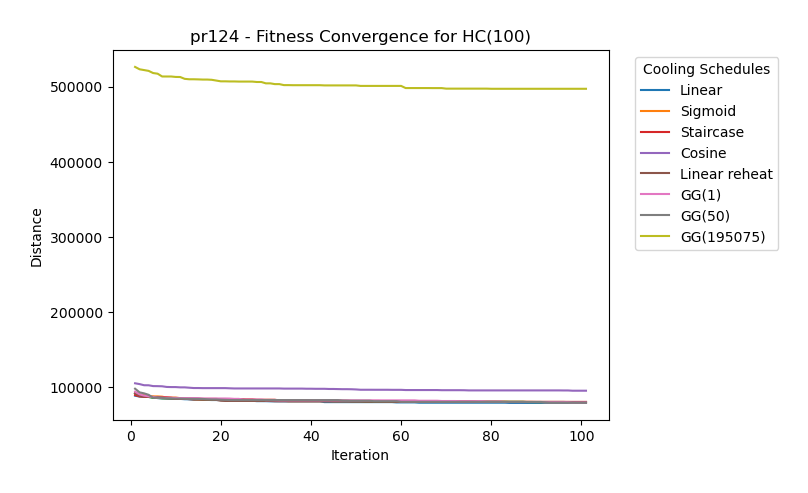 pr124 - Fitness Convergence for HC(100)
Distance
500000
400000
300000
200000
100000
0
20
40
60
80
100
Iteration
Cooling Schedules
Linear
Sigmoid
Staircase
Cosine
Linear reheat
GG(1)
GG(50)
GG(195075)